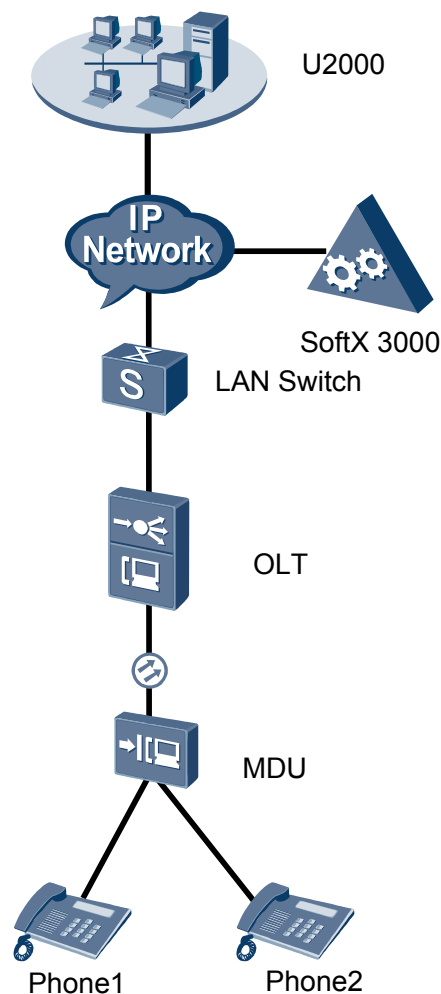 U2000
IP
Network
SoftX 3000
LAN Switch
S
OLT
MDU
Phone1
Phone2